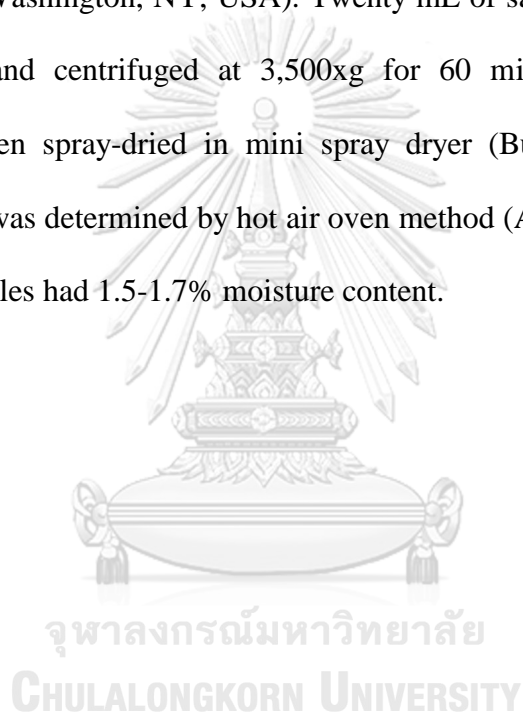 Washington, NY, USA). Twenty mL of sa
and centrifuged at 3,500xg for 60 mi
en spray-dried in mini spray dryer (Bu
was determined by hot air oven method (A
les had 1.5-1.7% moisture content.
จุฬาลงกรณ์มหาวิทยาลัย
CHULALONGKORN UNIVERSITY